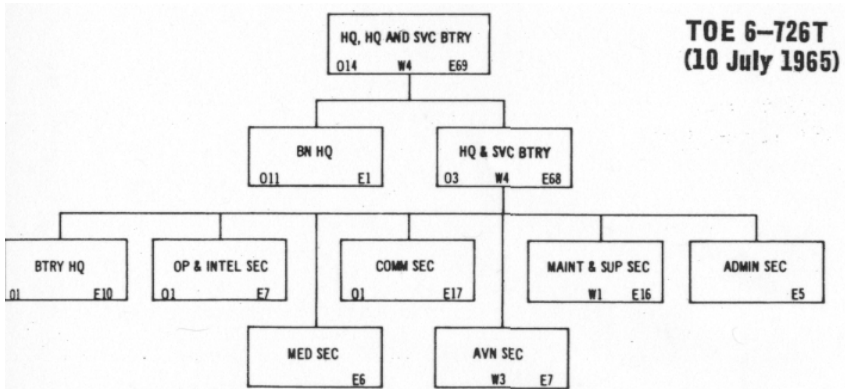 TOE 6-726T
(10 July 1965)
HQ, HQ AND SVC BTRY
O14 W4 E69
BN HQ
O11 E1
HQ & SVC BTRY
O3 W4 E68
BTRY HQ
O1 E10
OP & INTEL SEC
O1 E7
COMM SEC
O1 E17
MAINT & SUP SEC
W1 E16
ADMIN SEC
E5
MED SEC
E6
AVN SEC
W3 E7